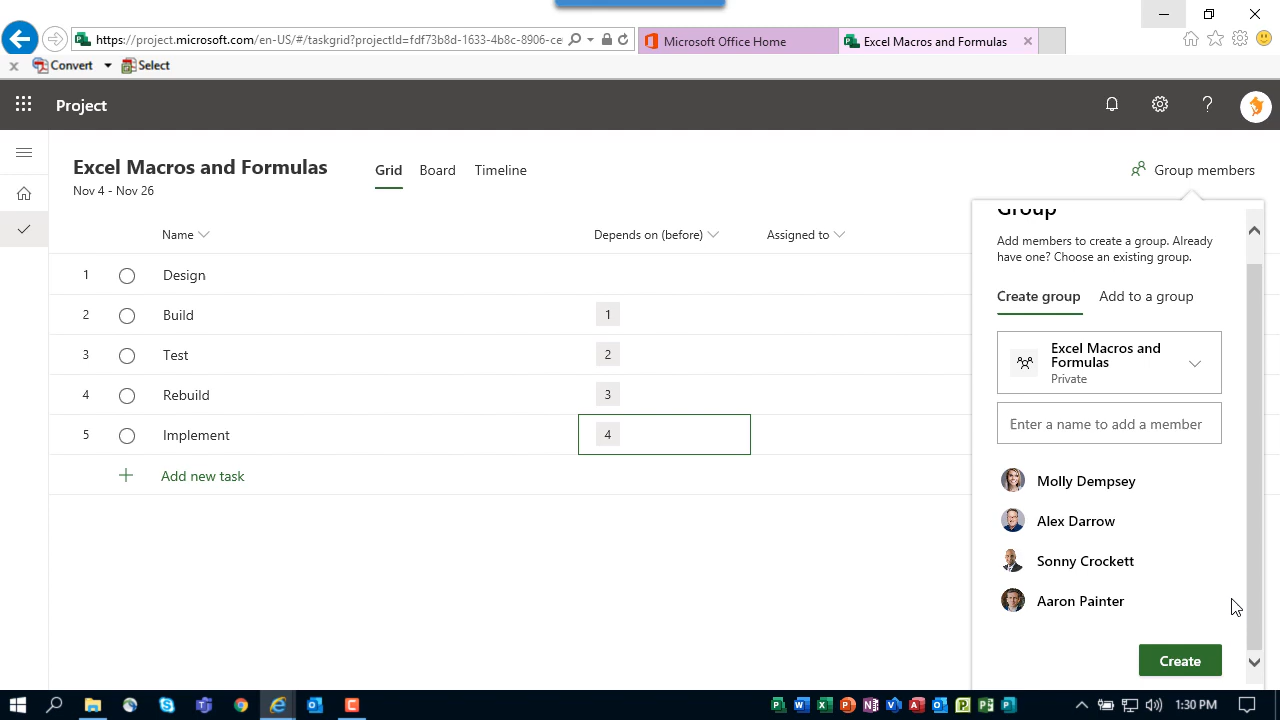 https://project.microsoft.com/en-US/#/taskgrid?projectId=fdf73b8d-1633-4b8c-8906-ce
Microsoft Office Home
Excel Macros and Formulas
Convert
Select
Project
Excel Macros and Formulas
Grid
Board
Timeline
Group members
Nov 4 - Nov 26
Name
Depends on (before)
Assigned to
1 Design
2 Build 1
3 Test 2
4 Rebuild 3
5 Implement 4
Add new task
Group
Add members to create a group. Already
have one? Choose an existing group.
Create group
Add to a group
Excel Macros and
Formulas
Private
Enter a name to add a member
Molly Dempsey
Alex Darrow
Sonny Crockett
Aaron Painter
Create
1:30 PM